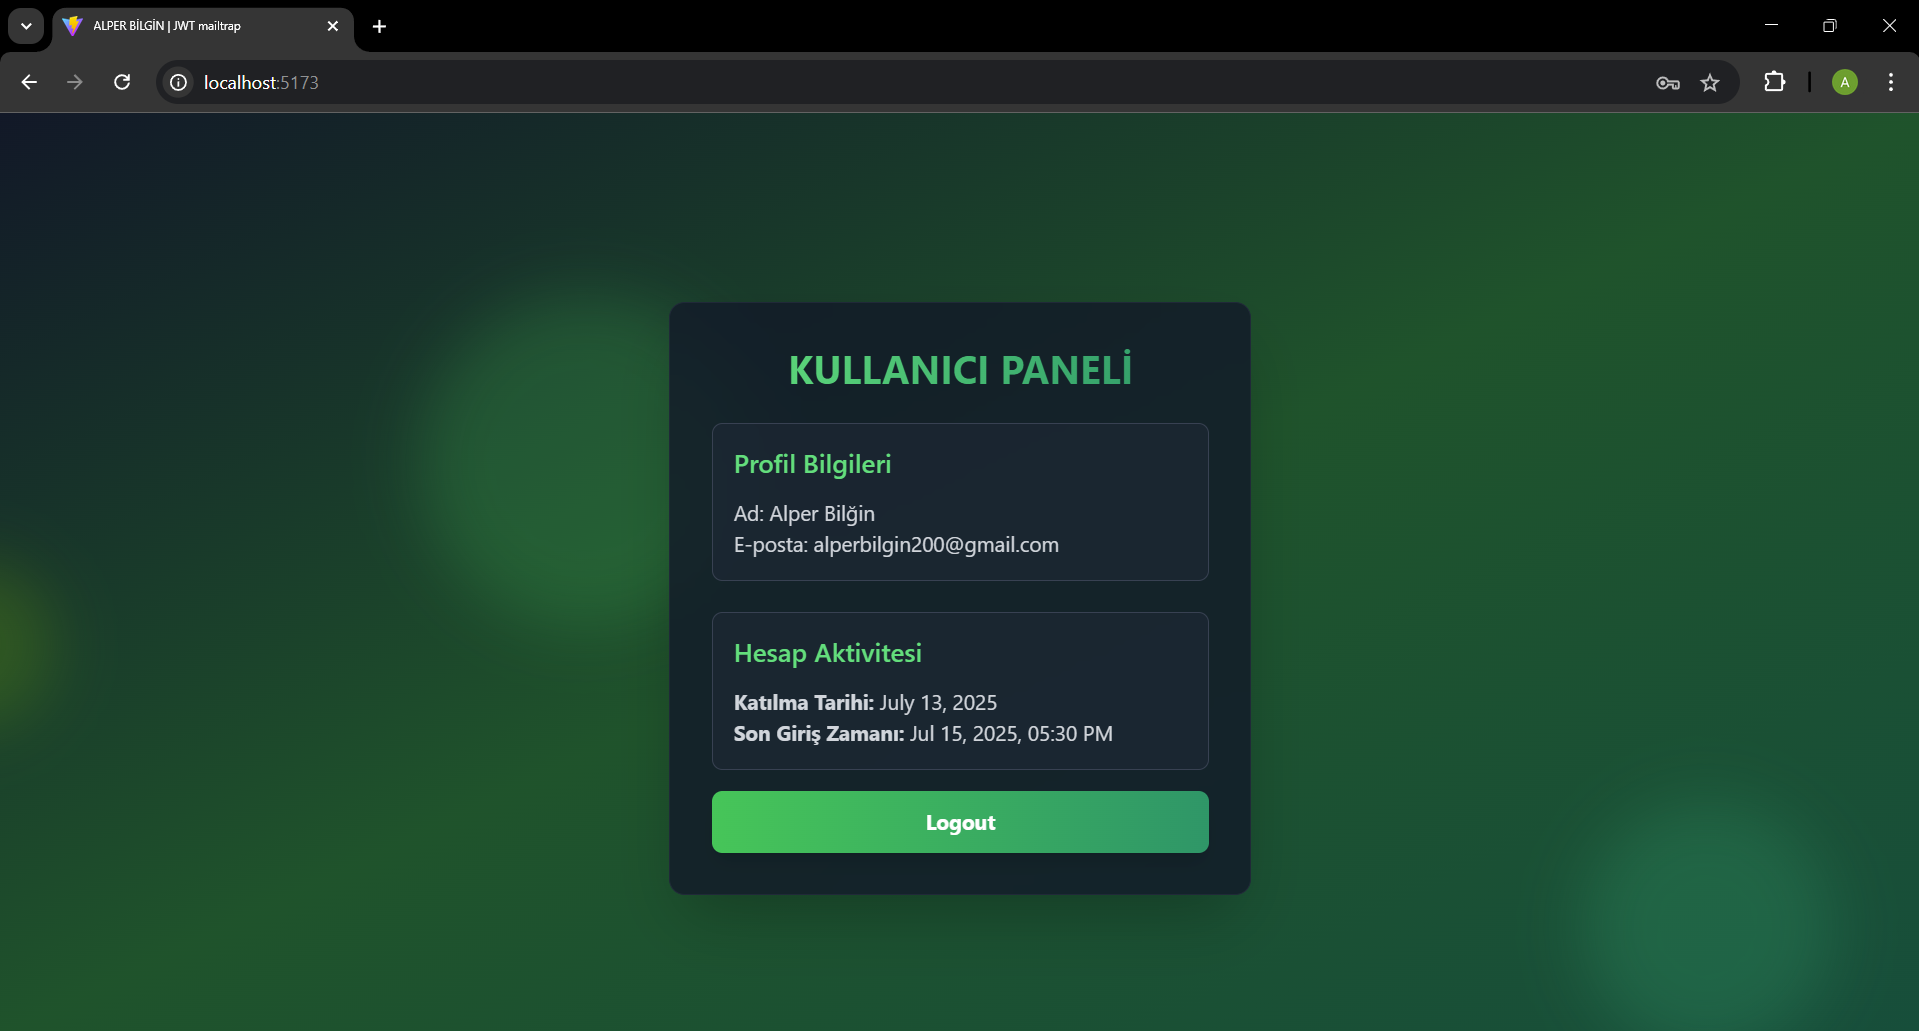 ALPER BİLGİN | JWT mailtrap
localhost:5173
A
KULLANICI PANELİ
Profil Bilgileri
Ad: Alper Bilğin
E-posta: alperbilgin200@gmail.com
Hesap Aktivitesi
Katılma Tarihi: July 13, 2025
Son Giriş Zamanı: Jul 15, 2025, 05:30 PM
Logout